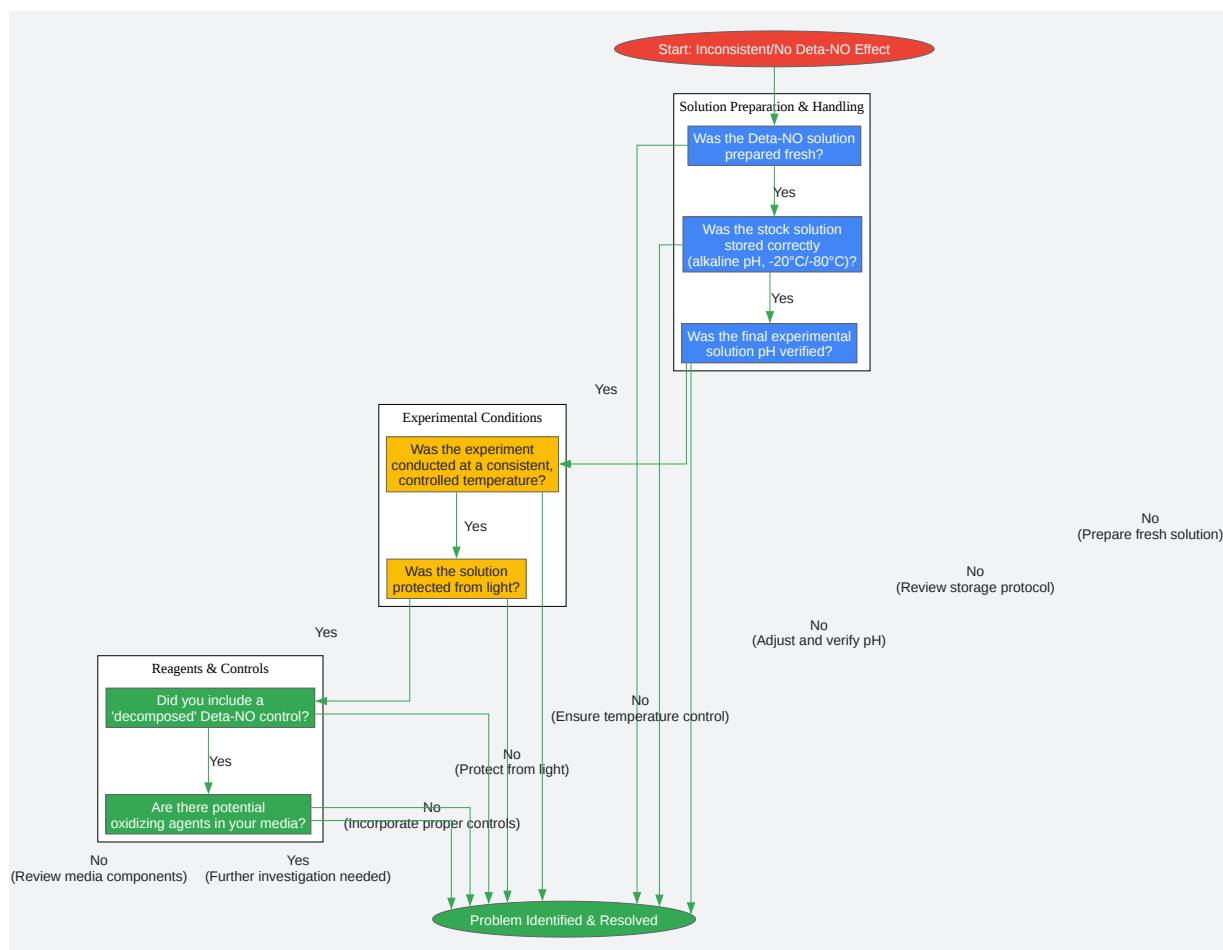 Start: Inconsistent/No Deta-NO Effect
Solution Preparation & Handling
Was the Deta-NO solution
prepared fresh?
Yes
Was the stock solution
stored correctly
(alkaline pH, -20°C/-80°C)?
Yes
Was the final experimental
solution pH verified?
Yes
Experimental Conditions
Was the experiment
conducted at a consistent,
controlled temperature?
Yes
No
(Prepare fresh solution)
Was the solution
protected from light?
No
(Review storage protocol)
Yes
No
(Adjust and verify pH)
Reagents & Controls
Did you include a
'decomposed' Deta-NO control?
No
(Ensure temperature control)
Yes
No
(Protect from light)
Are there potential
oxidizing agents in your media?
No
(Incorporate proper controls)
No
(Review media components)
Yes
(Further investigation needed)
Problem Identified & Resolved